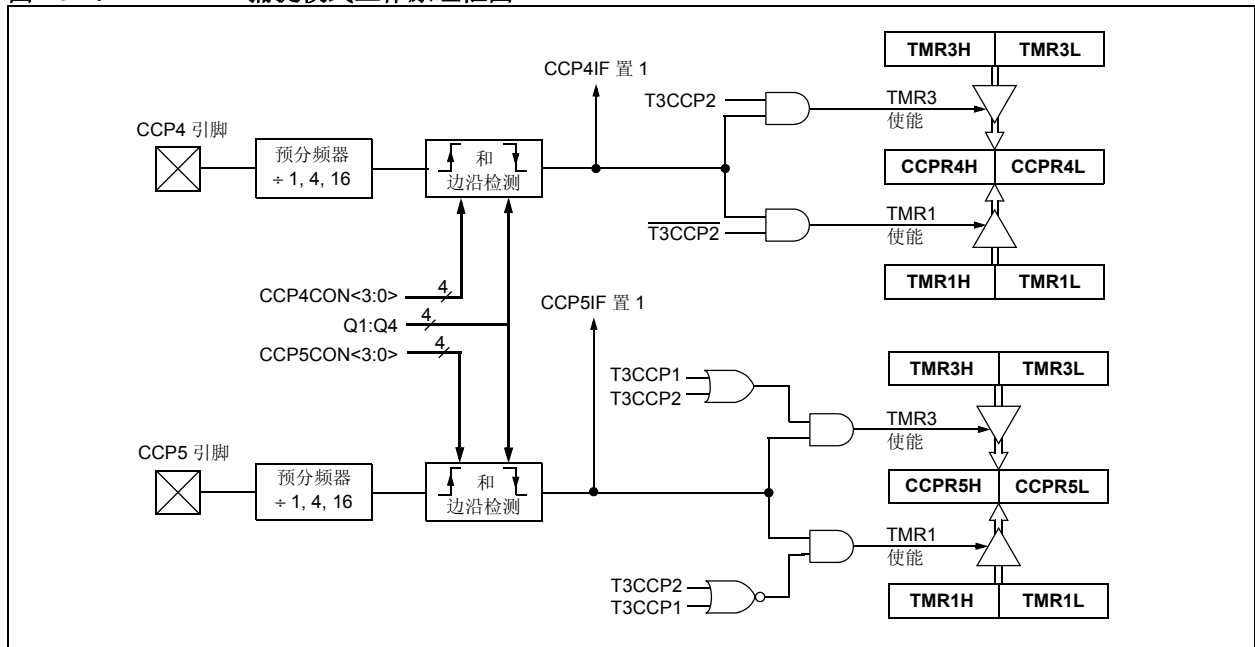 TMR3H TMR3L
CCP4IF 置 1
T3CCP2
TMR3
使能
CCP4 引脚
预分频器
÷ 1, 4, 16
和
边沿检测
CCPR4H CCPR4L
T3CCP2
TMR1
使能
TMR1H TMR1L
CCP4CON<3:0> 4
Q1:Q4 4
CCP5CON<3:0> 4
CCP5IF 置 1
TMR3H TMR3L
T3CCP1
T3CCP2
TMR3
使能
CCP5 引脚
预分频器
÷ 1, 4, 16
和
边沿检测
CCPR5H CCPR5L
TMR1
使能
T3CCP2
T3CCP1
TMR1H TMR1L